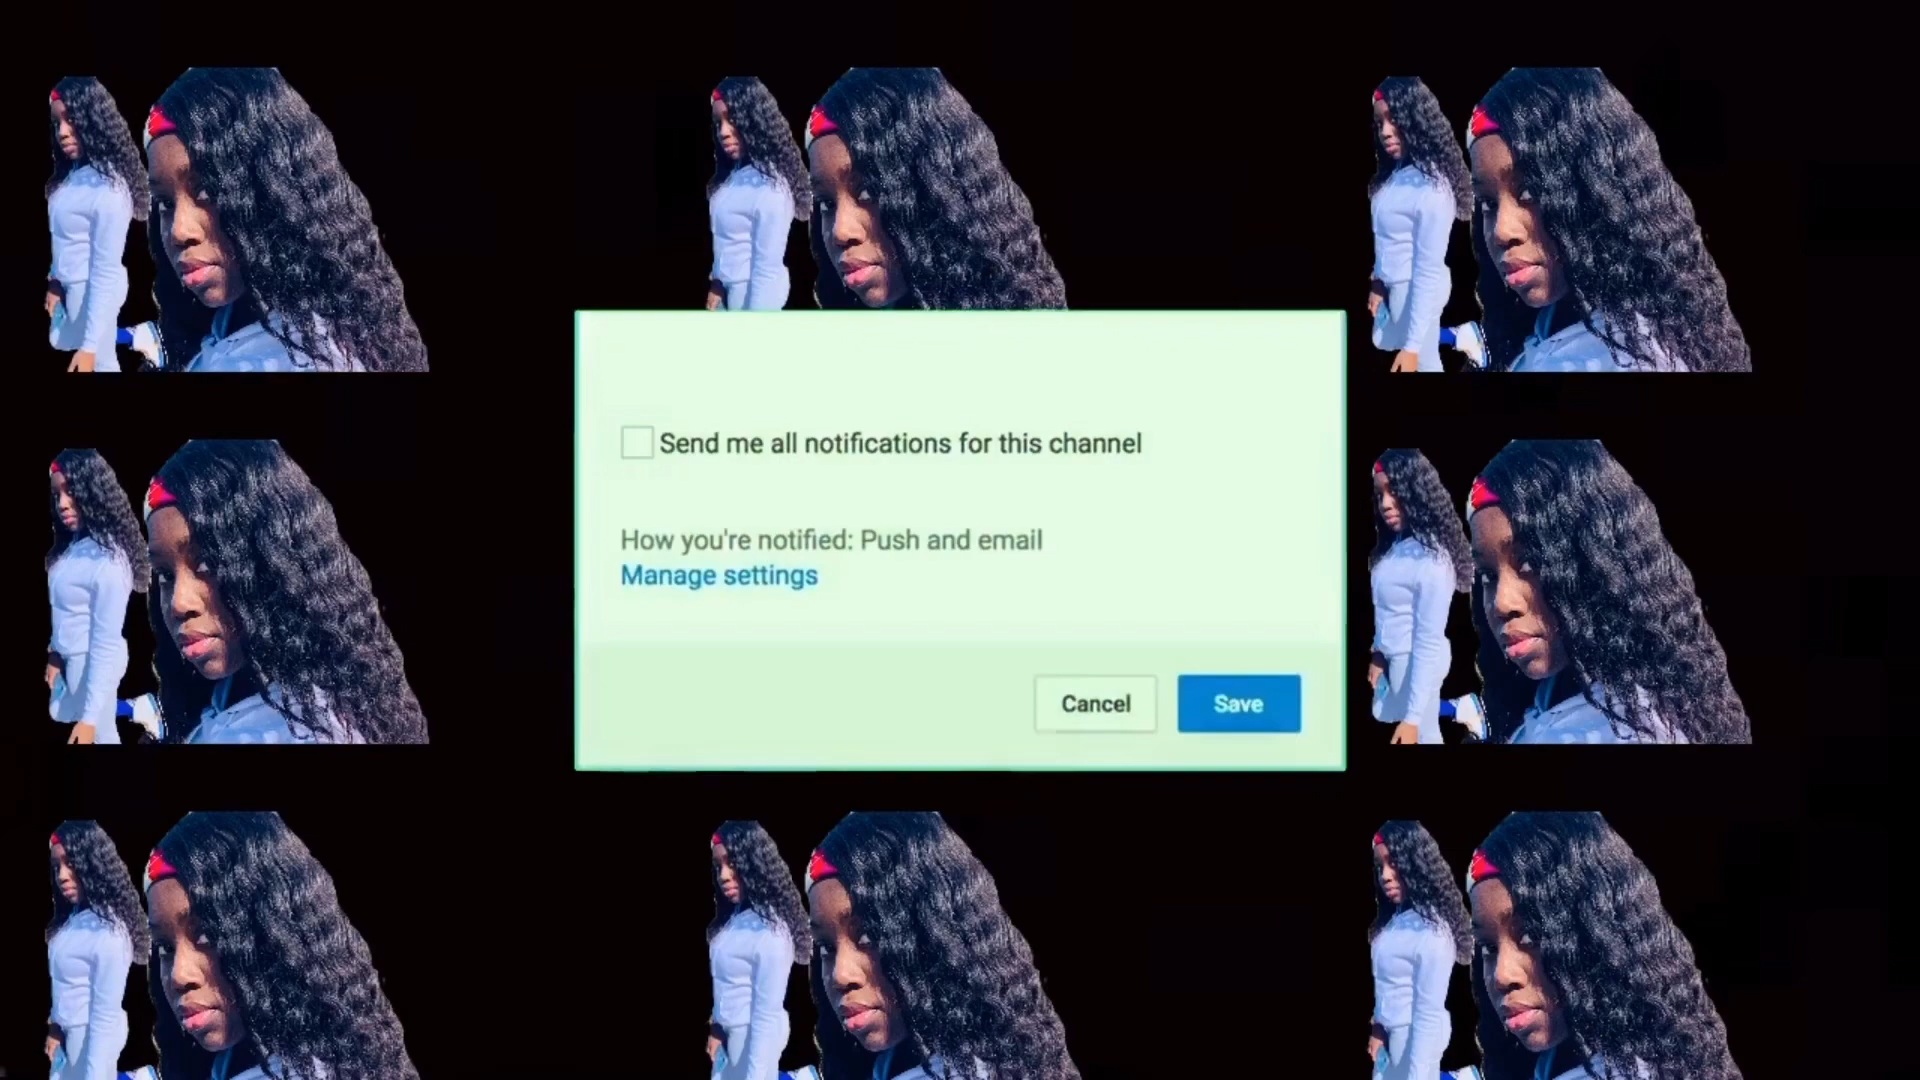 Send me all notifications for this channel
How you're notified: Push and email
Manage settings
Cancel
Save